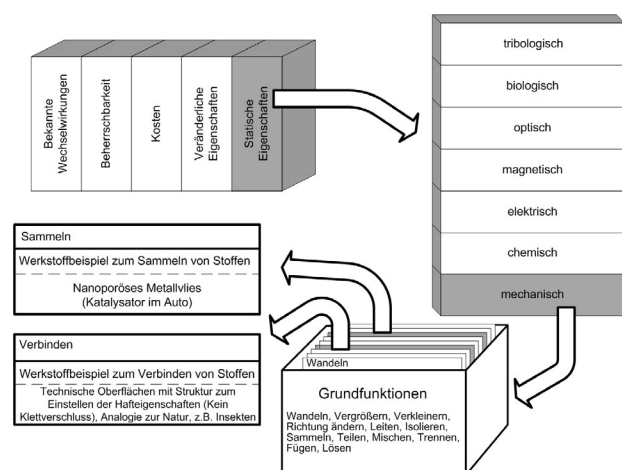 Bekannte
Wechselwirkungen
Beherrschbarkeit
Kosten
Veränderliche
Eigenschaften
Statische
Eigenschaften
tribologisch
biologisch
optisch
magnetisch
elektrisch
chemisch
mechanisch
Sammeln
Werkstoffbeispiel zum Sammeln von Stoffen
Nanoporöses Metallvlies
(Katalysator im Auto)
Verbinden
Werkstoffbeispiel zum Verbinden von Stoffen
Technische Oberflächen mit Struktur zum
Einstellen der Hafteigenschaften (Kein
Klettverschluss), Analogie zur Natur, z.B. Insekten
Wandeln
Grundfunktionen
Wandeln, Vergrößern, Verkleinern,
Richtung ändern, Leiten, Isolieren,
Sammeln, Teilen, Mischen, Trennen,
Fügen, Lösen